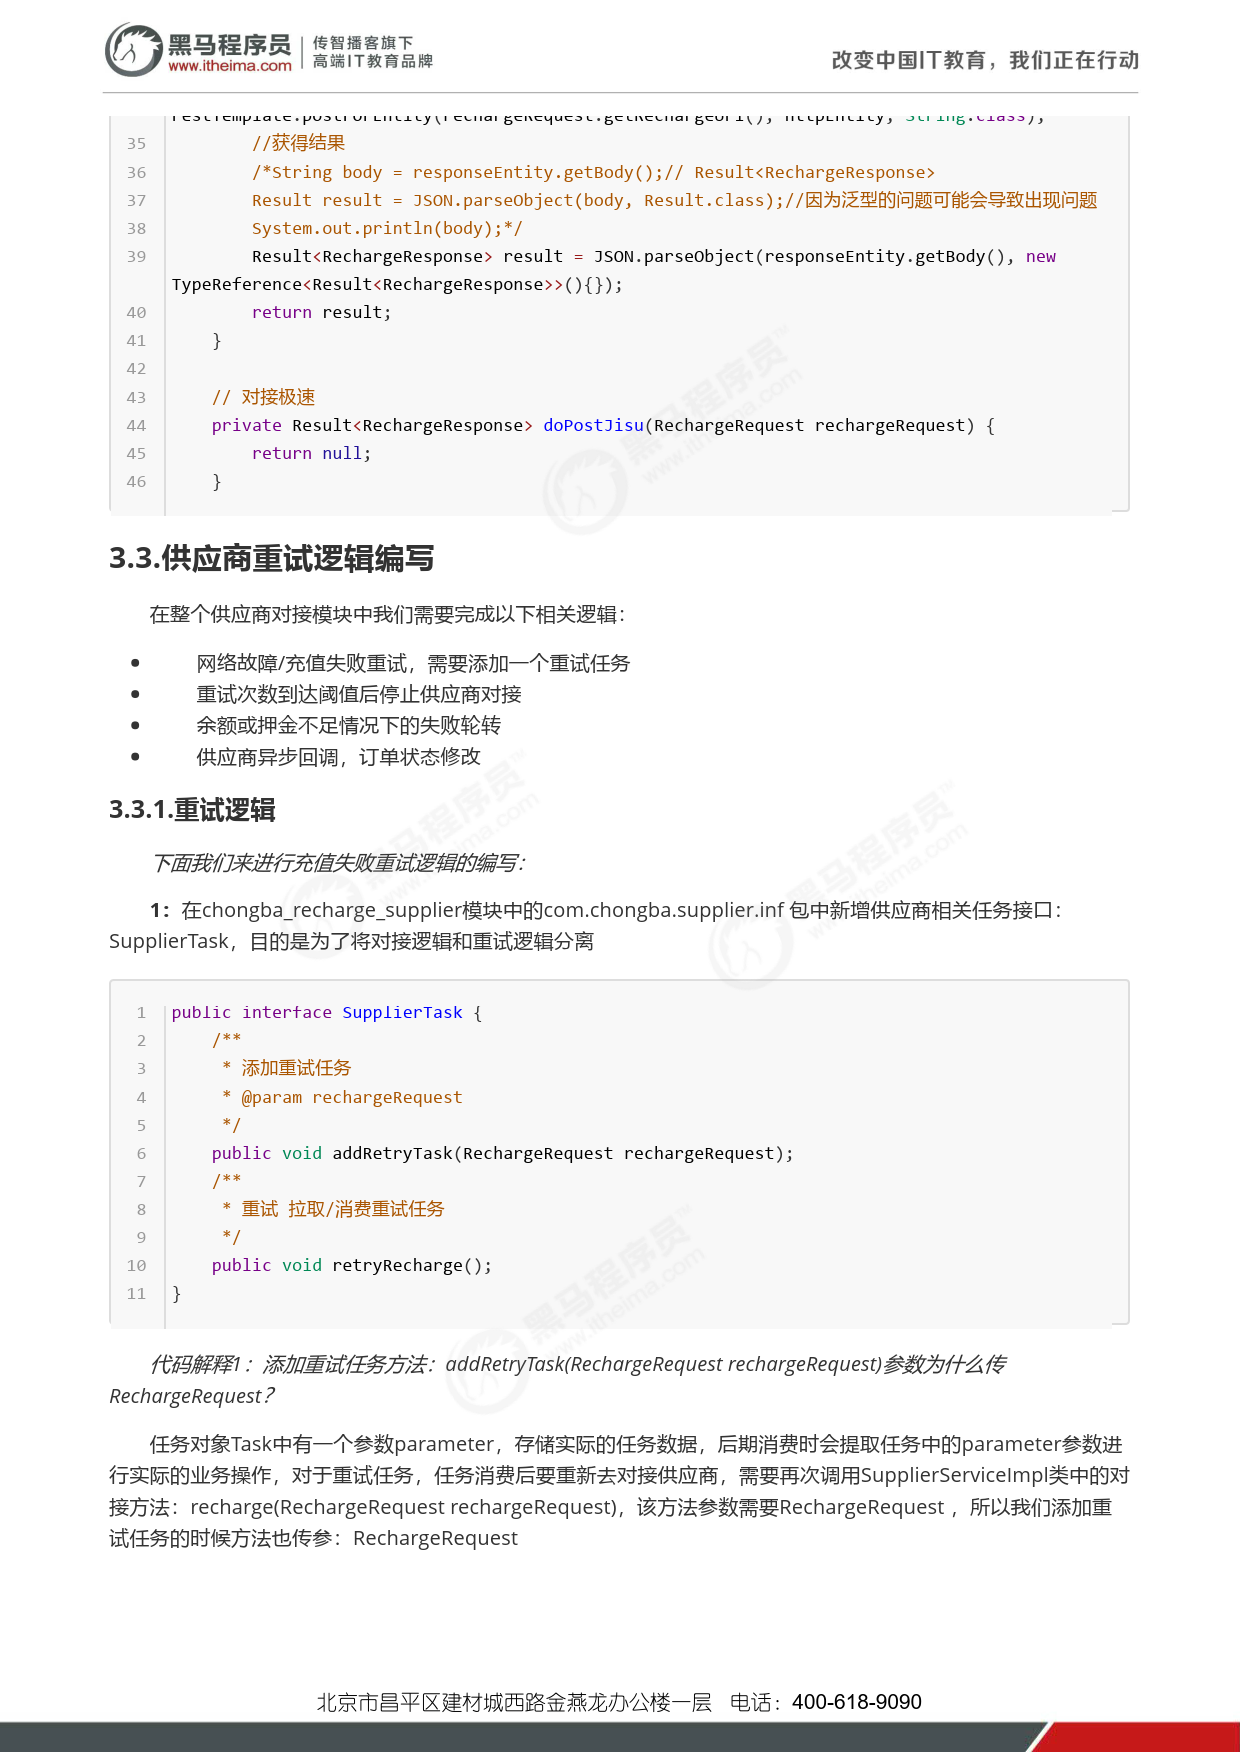 黑马程序员
www.itheima.com
传智播客旗下
高端IT教育品牌
改变中国IT教育，我们正在行动
restTemplate.postForEntity(rechargeRequest.getRechargeUrl(), httpEntity, String.class);
35 //获得结果
36 /*String body = responseEntity.getBody();// Result<RechargeResponse>
37 Result result = JSON.parseObject(body, Result.class);//因为泛型的问题可能会导致出现问题
38 System.out.println(body);*/
39 Result<RechargeResponse> result = JSON.parseObject(responseEntity.getBody(), new
TypeReference<Result<RechargeResponse>>(){});
40 return result;
41 }
42
43 // 对接极速
44 private Result<RechargeResponse> doPostJisu(RechargeRequest rechargeRequest) {
45 return null;
46 }
3.3.供应商重试逻辑编写
在整个供应商对接模块中我们需要完成以下相关逻辑：
● 网络故障/充值失败重试，需要添加一个重试任务
● 重试次数到达阈值后停止供应商对接
● 余额或押金不足情况下的失败轮转
● 供应商异步回调，订单状态修改
3.3.1.重试逻辑
下面我们来进行充值失败重试逻辑的编写：
1：在chongba_recharge_supplier模块中的com.chongba.supplier.inf 包中新增供应商相关任务接口：
SupplierTask，目的是为了将对接逻辑和重试逻辑分离
1 public interface SupplierTask {
2 /**
3 * 添加重试任务
4 * @param rechargeRequest
5 */
6 public void addRetryTask(RechargeRequest rechargeRequest);
7 /**
8 * 重试 拉取/消费重试任务
9 */
10 public void retryRecharge();
11 }
代码解释1：添加重试任务方法：addRetryTask(RechargeRequest rechargeRequest)参数为什么传
RechargeRequest？
任务对象Task中有一个参数parameter，存储实际的任务数据，后期消费时会提取任务中的parameter参数进
行实际的业务操作，对于重试任务，任务消费后要重新去对接供应商，需要再次调用SupplierServiceImpl类中的对
接方法：recharge(RechargeRequest rechargeRequest)，该方法参数需要RechargeRequest ，所以我们添加重
试任务的时候方法也传参：RechargeRequest
北京市昌平区建材城西路金燕龙办公楼一层 电话：400-618-9090